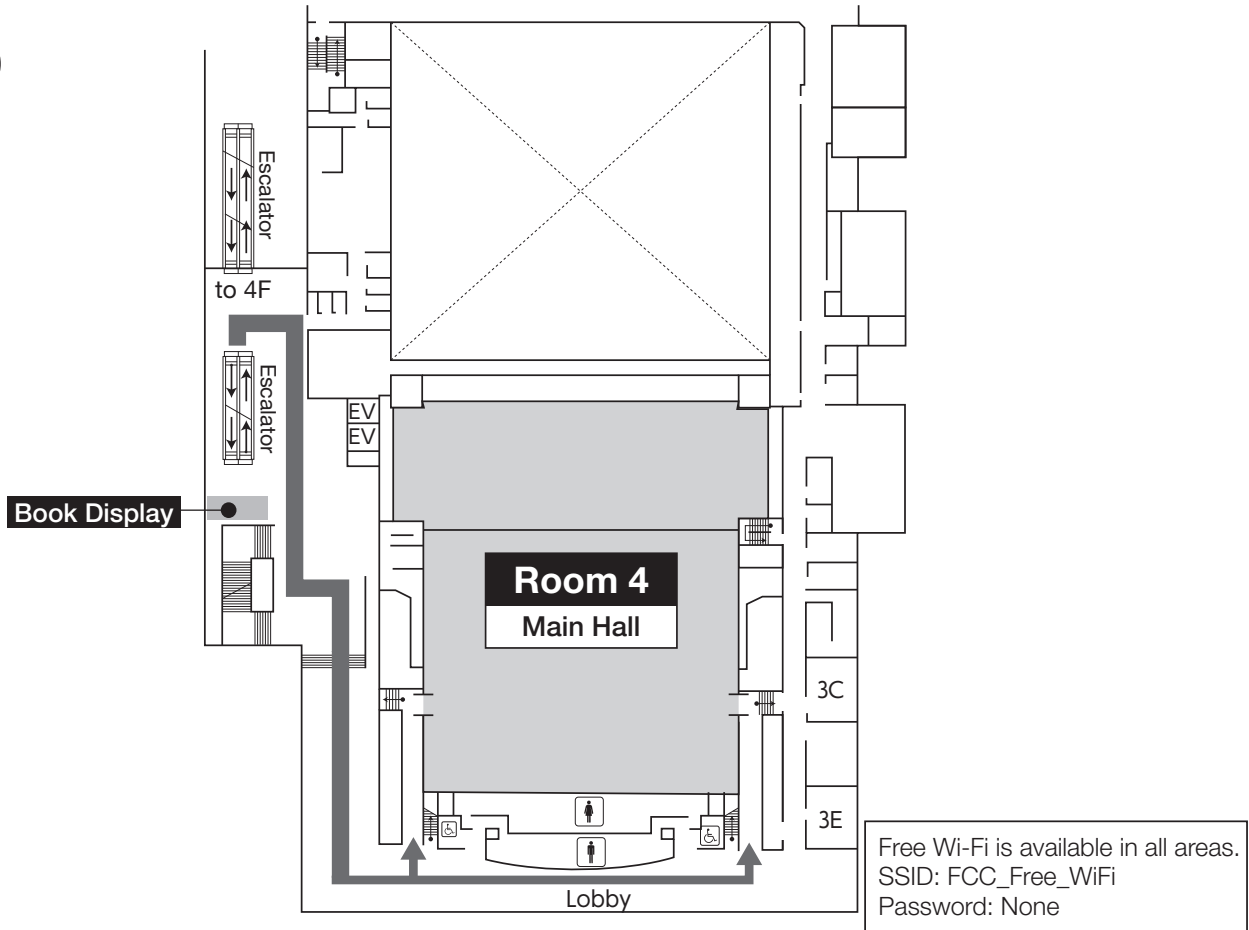 Escalator
to 4F
Escalator
EV
EV
Book Display
Room 4
Main Hall
3C
3E
Lobby
Free Wi-Fi is available in all areas.
SSID: FCC_Free_WiFi
Password: None